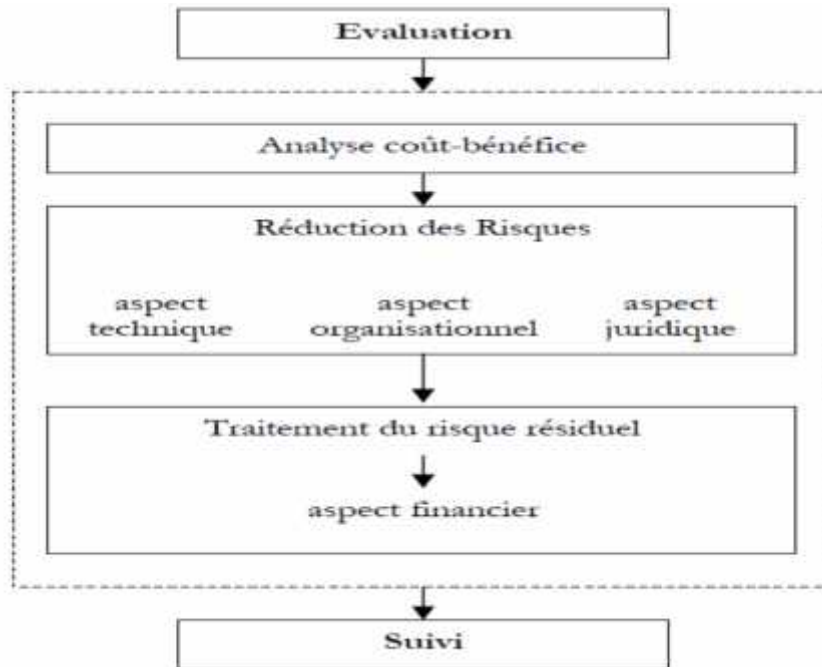 Evaluation
Analyse coût-bénéfice
Réduction des Risques
aspect technique
aspect organisationnel
aspect juridique
Traitement du risque résiduel
aspect financier
Suivi